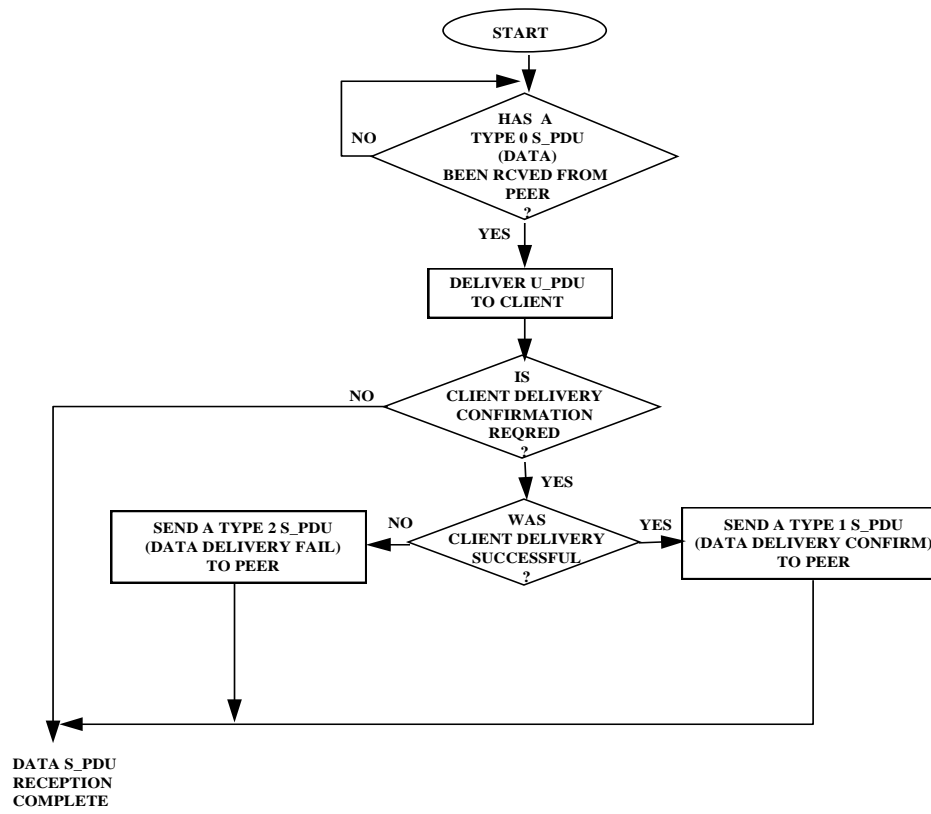 START
HAS A
TYPE 0 S_PDU
(DATA)
BEEN RCVED FROM
PEER
?
NO
YES
DELIVER U_PDU
TO CLIENT
IS
CLIENT DELIVERY
CONFIRMATION
REQRED
?
NO
YES
WAS
CLIENT DELIVERY
SUCCESSFUL
?
NO
YES
SEND A TYPE 2 S_PDU
(DATA DELIVERY FAIL)
TO PEER
SEND A TYPE 1 S_PDU
(DATA DELIVERY CONFIRM)
TO PEER
DATA S_PDU
RECEPTION
COMPLETE